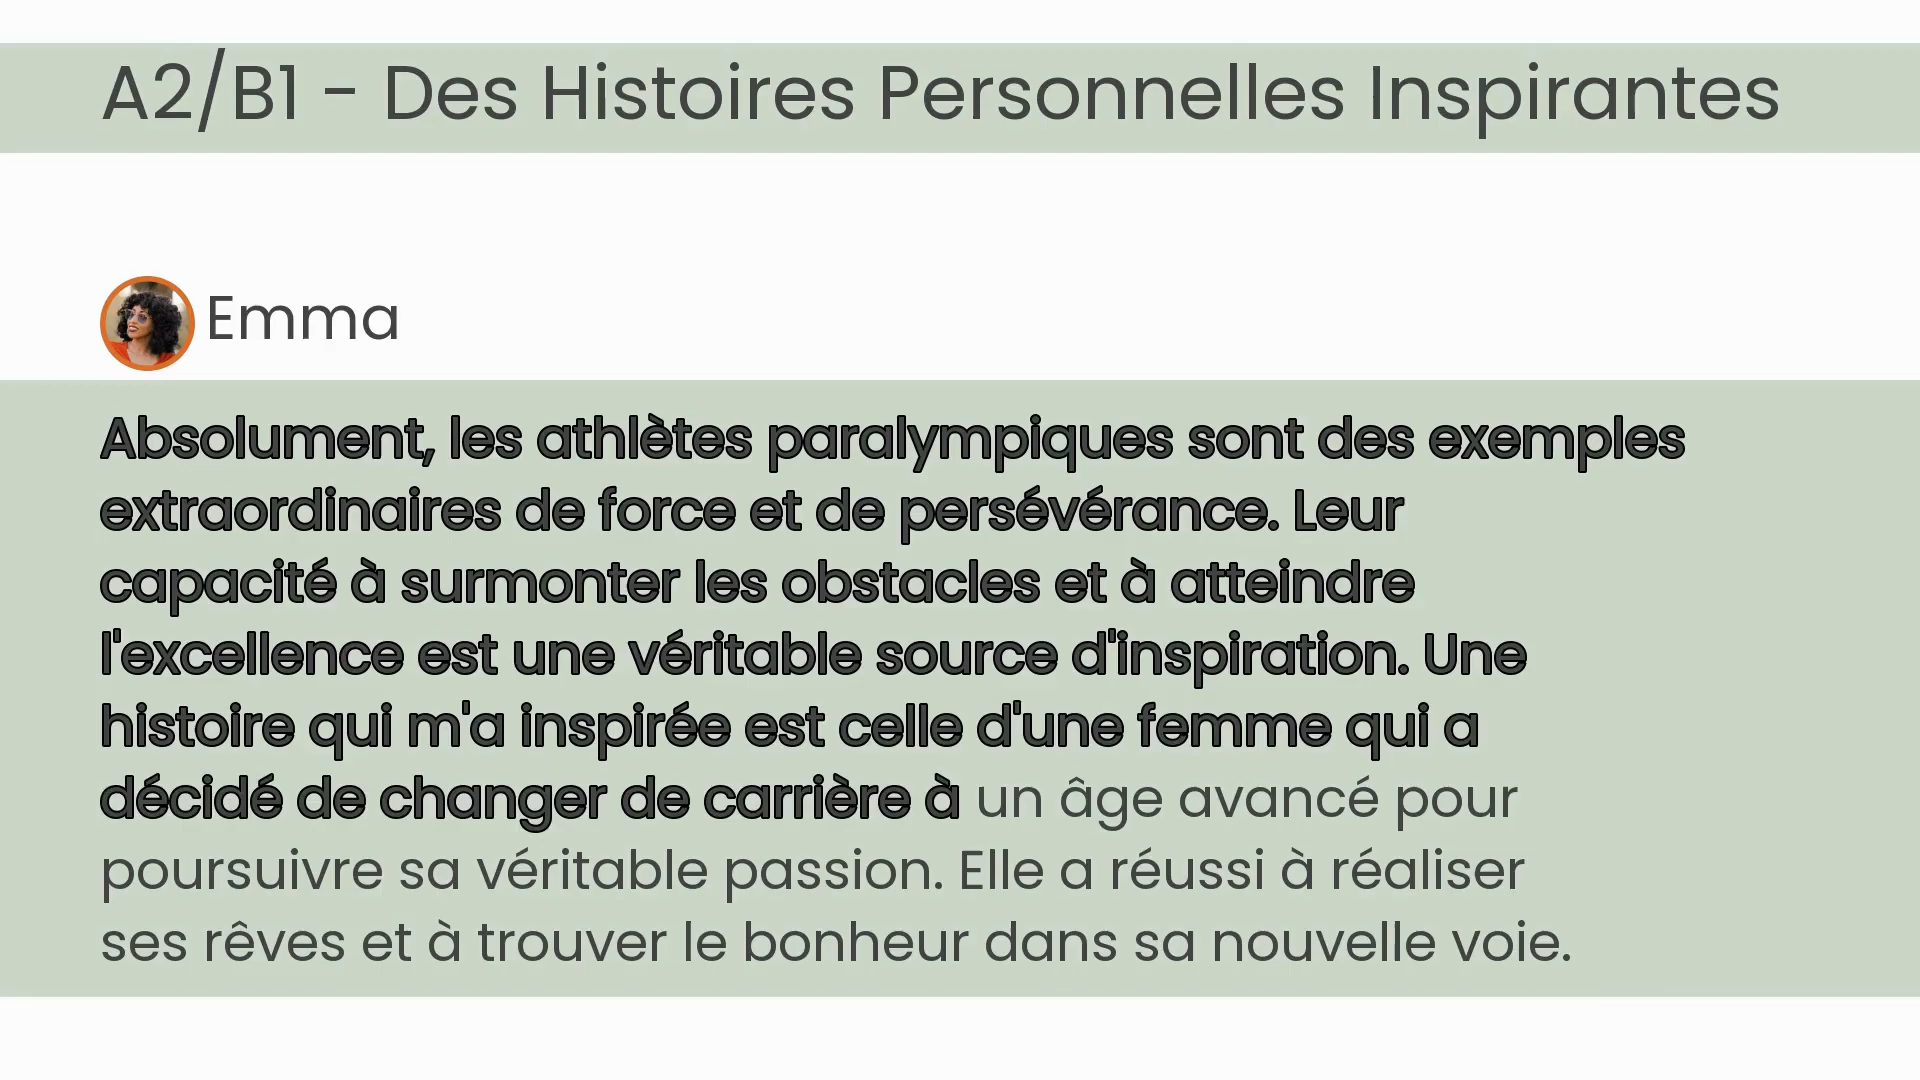 A2/B1 - Des Histoires Personnelles Inspirantes
Emma
Absolument, les athlètes paralympiques sont des exemples
extraordinaires de force et de persévérance. Leur
capacité à surmonter les obstacles et à atteindre
l'excellence est une véritable source d'inspiration. Une
histoire qui m'a inspirée est celle d'une femme qui a
décidé de changer de carrière à un âge avancé pour
poursuivre sa véritable passion. Elle a réussi à réaliser
ses rêves et à trouver le bonheur dans sa nouvelle voie.